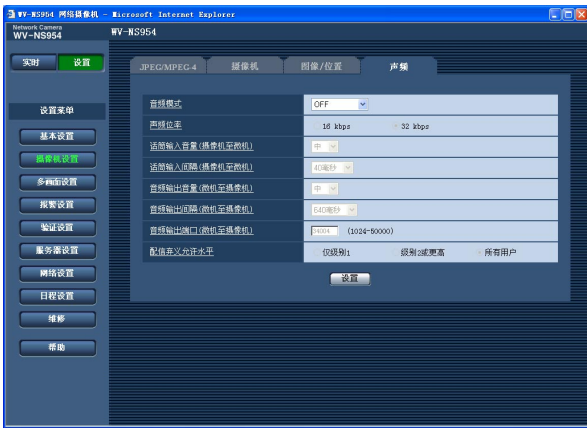 WV-NS954 网络摄像机 - Microsoft Internet Explorer
Network Camera
WV-NS954
WV-NS954
实时 设置
JPEG/MPEG-4 摄像机 图像/位置 声频
设置菜单
基本设置
摄像机设置
多画面设置
报警设置
验证设置
服务器设置
网络设置
日程设置
维修
帮助
音频模式 OFF
声频位率 16 kbps 32 kbps
话筒输入音量(摄像机至微机) 中
话筒输入间隔(摄像机至微机) 40毫秒
音频输出音量(微机至摄像机) 中
音频输出间隔(微机至摄像机) 640毫秒
音频输出端口(微机至摄像机) 34004 (1024-50000)
配信弃义允许水平 仅级别1 级别2或更高 所有用户
设置